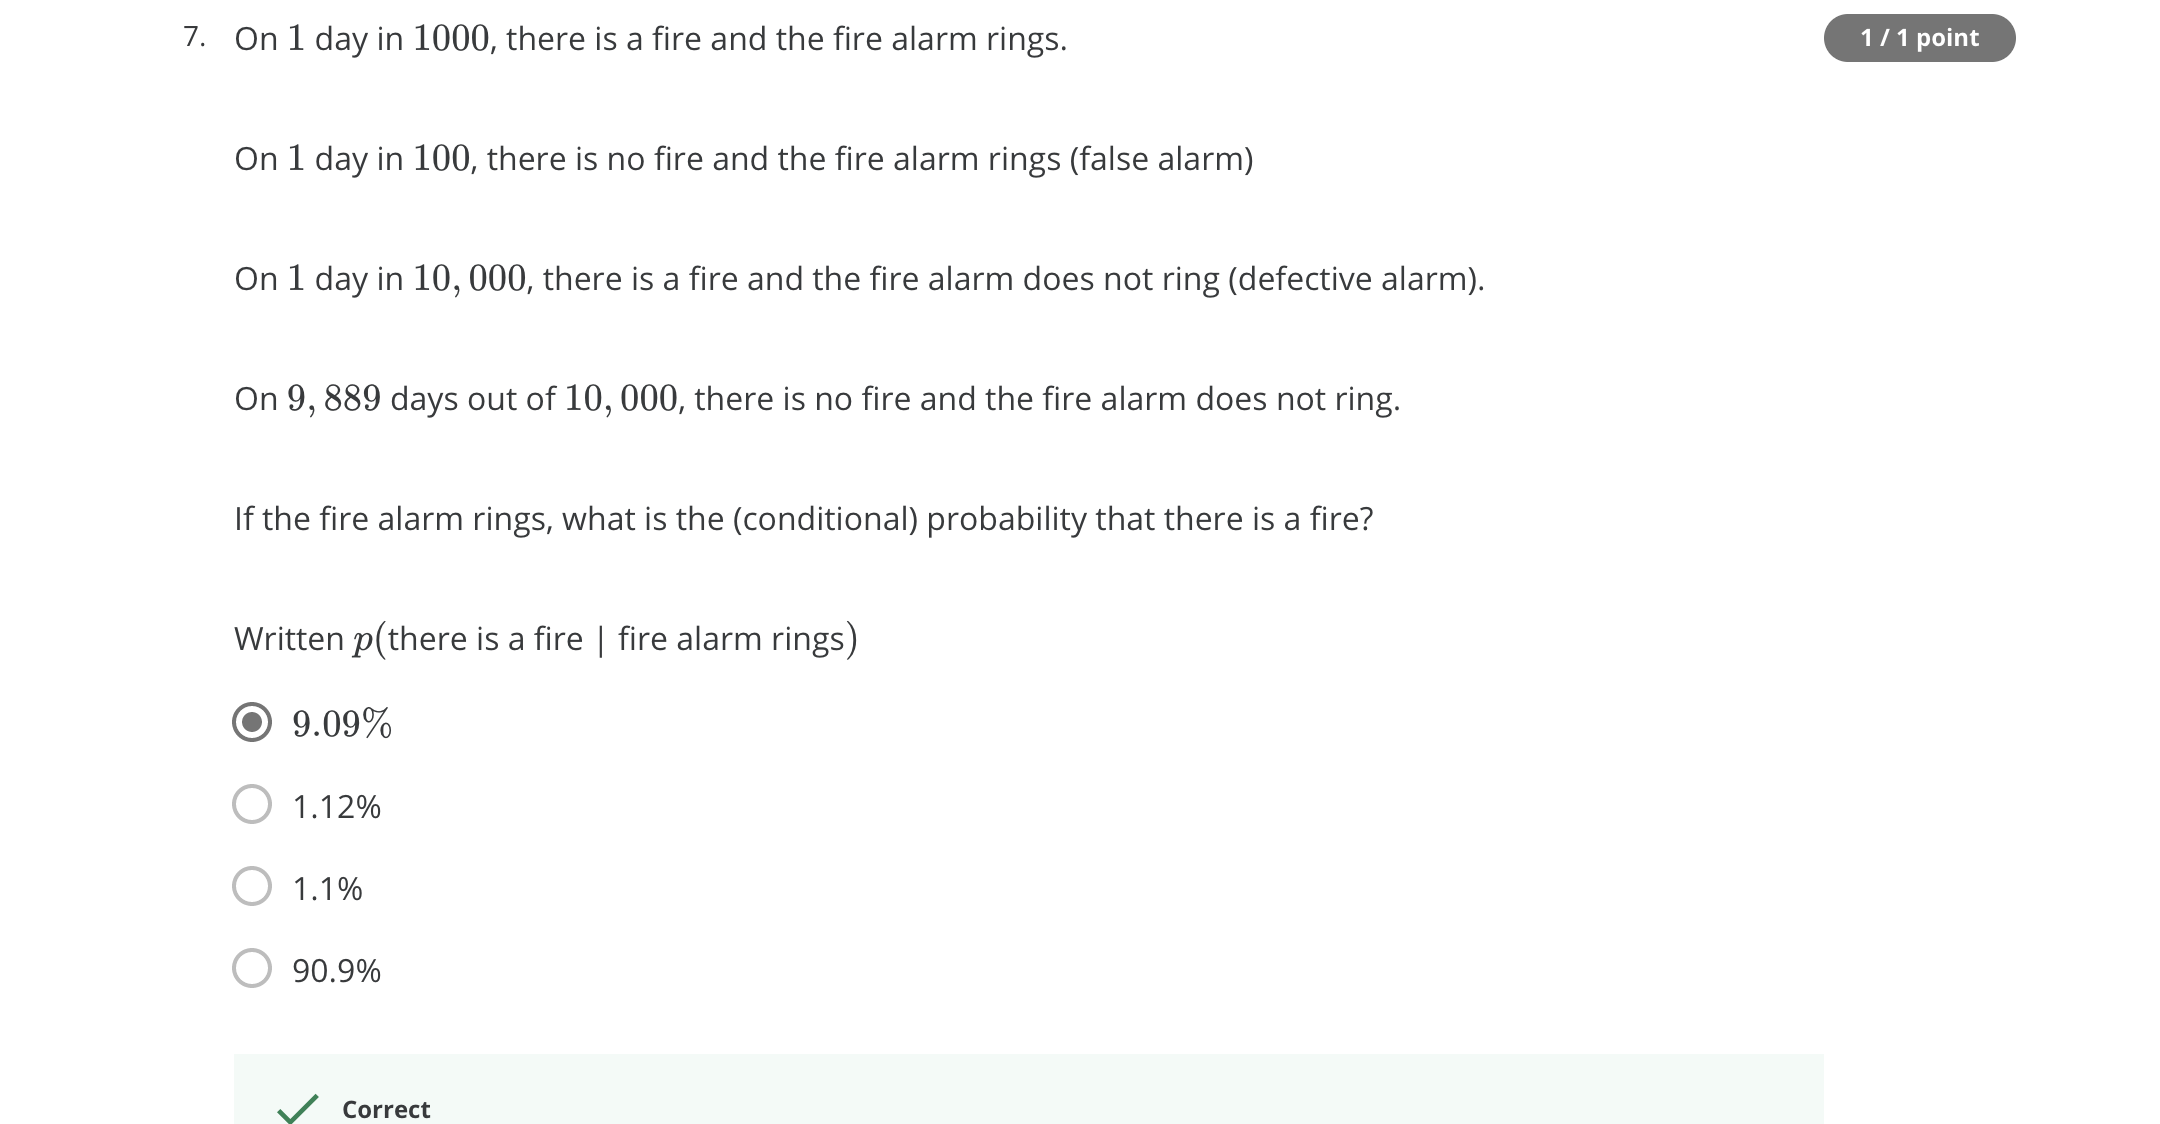 7. On 1 day in 1000, there is a fire and the fire alarm rings.
1 / 1 point
On 1 day in 100, there is no fire and the fire alarm rings (false alarm)
On 1 day in 10, 000, there is a fire and the fire alarm does not ring (defective alarm).
On 9, 889 days out of 10, 000, there is no fire and the fire alarm does not ring.
If the fire alarm rings, what is the (conditional) probability that there is a fire?
Written p(there is a fire | fire alarm rings)
9.09%
1.12%
1.1%
90.9%
Correct